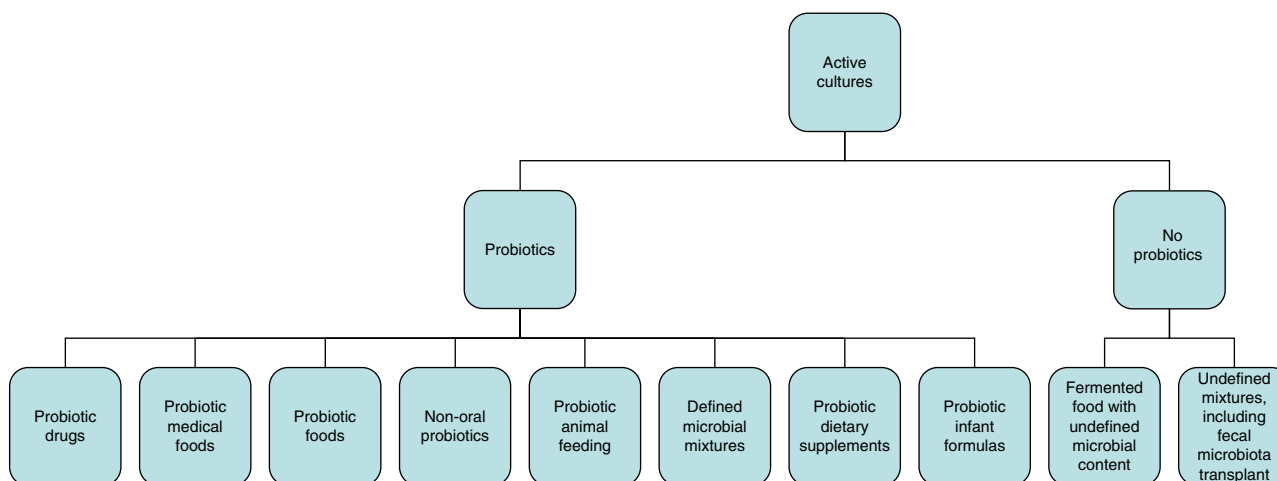 Active
cultures
Probiotics
No
probiotics
Probiotic
drugs
Probiotic
medical
foods
Probiotic
foods
Non-oral
probiotics
Probiotic
animal
feeding
Defined
microbial
mixtures
Probiotic
dietary
supplements
Probiotic
infant
formulas
Fermented
food with
undefined
microbial
content
Undefined
mixtures,
including
fecal
microbiota
transplant